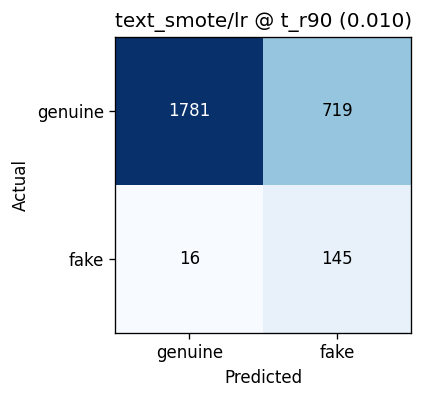 text_smote/lr @ t_r90 (0.010)
genuine
1781
719
Actual
fake
16
145
genuine
fake
Predicted